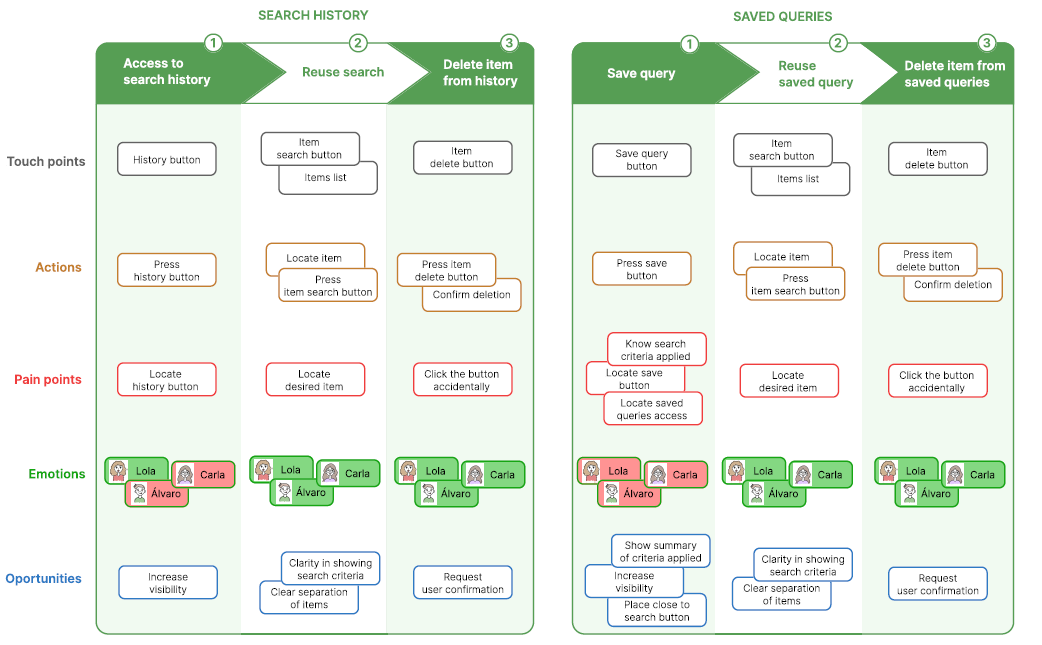 SEARCH HISTORY
1
2
3
Access to
search history
Reuse search
Delete item
from history
SAVED QUERIES
1
2
3
Save query
Reuse
saved query
Delete item from
saved queries
Touch points
History button
Item
search button
Items list
Item
delete button
Save query
button
Item
search button
Items list
Item
delete button
Actions
Press
history button
Locate item
Press
item search button
Press item
delete button
Confirm deletion
Press save
button
Locate item
Press
item search button
Press item
delete button
Confirm deletion
Pain points
Locate
history button
Locate
desired item
Click the button
accidentally
Know search
criteria applied
Locate save
button
Locate saved
queries access
Locate
desired item
Click the button
accidentally
Emotions
Lola
Carla
Álvaro
Lola
Carla
Álvaro
Lola
Carla
Álvaro
Lola
Carla
Álvaro
Lola
Carla
Álvaro
Lola
Carla
Álvaro
Oportunities
Increase
visibility
Clarity in showing
search criteria
Clear separation
of items
Request
user confirmation
Show summary
of criteria applied
Increase
visibility
Place close to
search button
Clarity in showing
search criteria
Clear separation
of items
Request
user confirmation